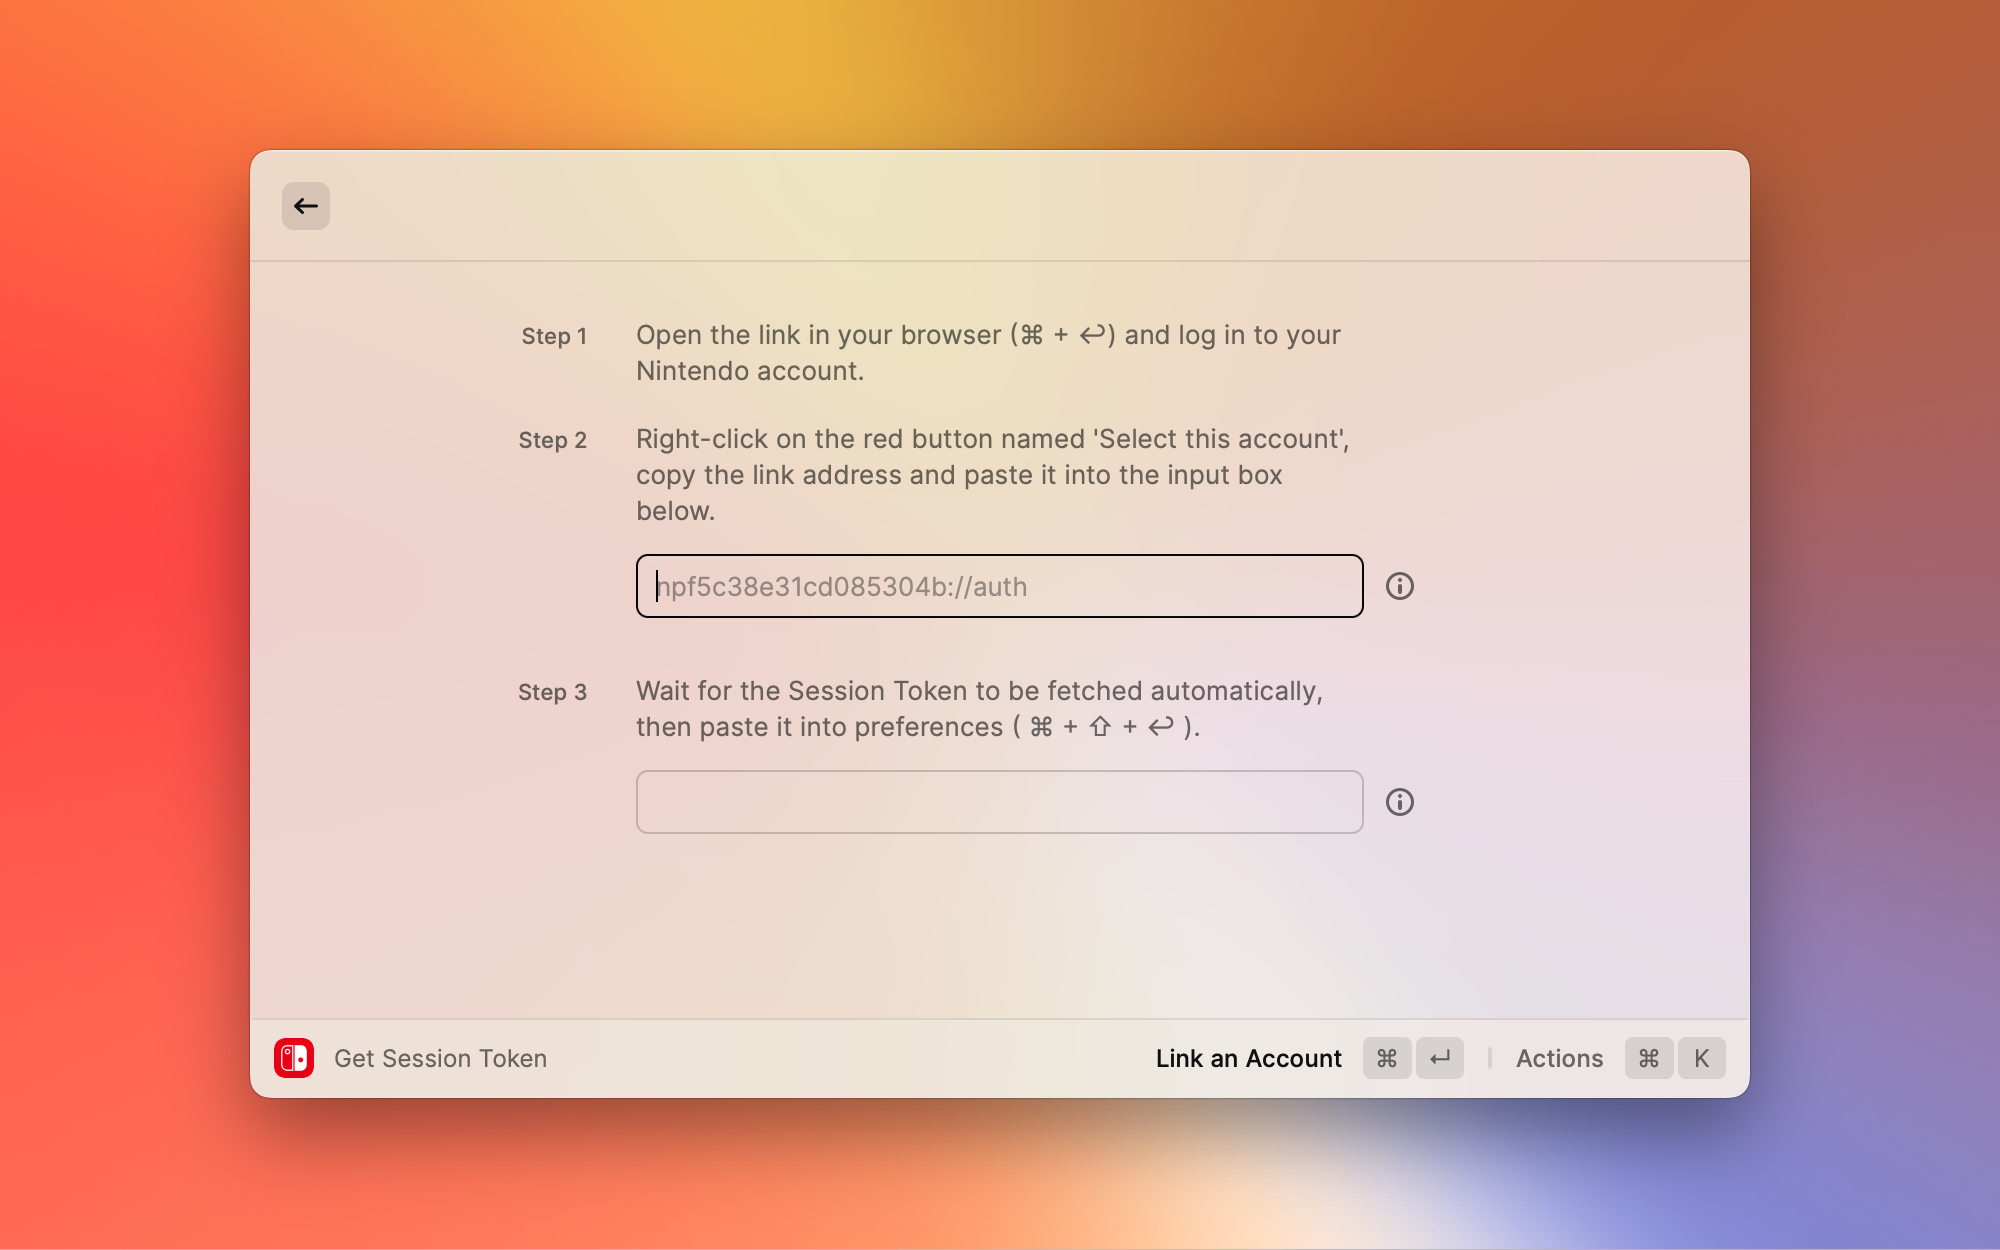 Step 1
Open the link in your browser (⌘ + ↩) and log in to your
Nintendo account.
Step 2
Right-click on the red button named 'Select this account',
copy the link address and paste it into the input box
below.
npf5c38e31cd085304b://auth
Step 3
Wait for the Session Token to be fetched automatically,
then paste it into preferences ( ⌘ + ⇧ + ↩ ).
Get Session Token
Link an Account ⌘ ↵
Actions ⌘ K